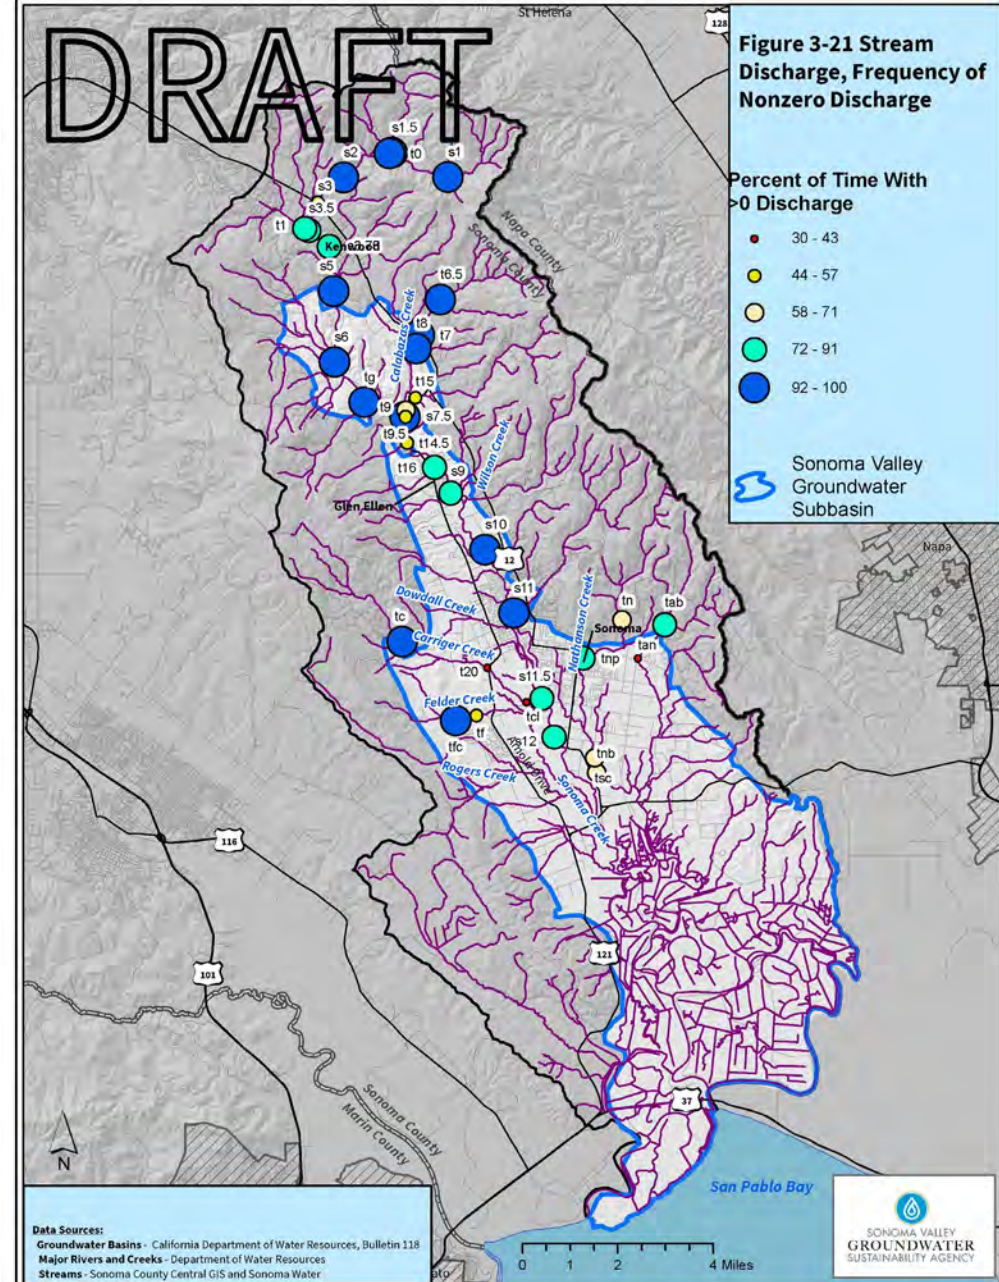 DRAFT
St Helena
128
Figure 3-21 Stream
Discharge, Frequency of
Nonzero Discharge
Percent of Time With
>0 Discharge
30 - 43
44 - 57
58 - 71
72 - 91
92 - 100
Sonoma Valley
Groundwater
Subbasin
s1.5
t0
s1
s2
s3
s3.5
t1
Kenwood
s5
Napa County
Sonoma County
t6.5
Calabazas Creek
t8
t7
s6
tg
t15
t9
s7.5
t9.5
t14.5
t16
s9
Wilson Creek
Glen Ellen
s10
12
Napa
s11
Dowdall Creek
Nathanson Creek
tn
tab
tc
Sonoma
Carriger Creek
tnp
tan
t20
s11.5
Felder Creek
tcl
tf
tfc
s12
Arnold Drive
tnb
tsc
Rogers Creek
Sonoma Creek
116
121
101
37
Sonoma County
Marin County
N
San Pablo Bay
Data Sources:
Groundwater Basins - California Department of Water Resources, Bulletin 118
Major Rivers and Creeks - Department of Water Resources
Streams - Sonoma County Central GIS and Sonoma Water
0 1 2 4 Miles
SONOMA VALLEY
GROUNDWATER
SUSTAINABILITY AGENCY